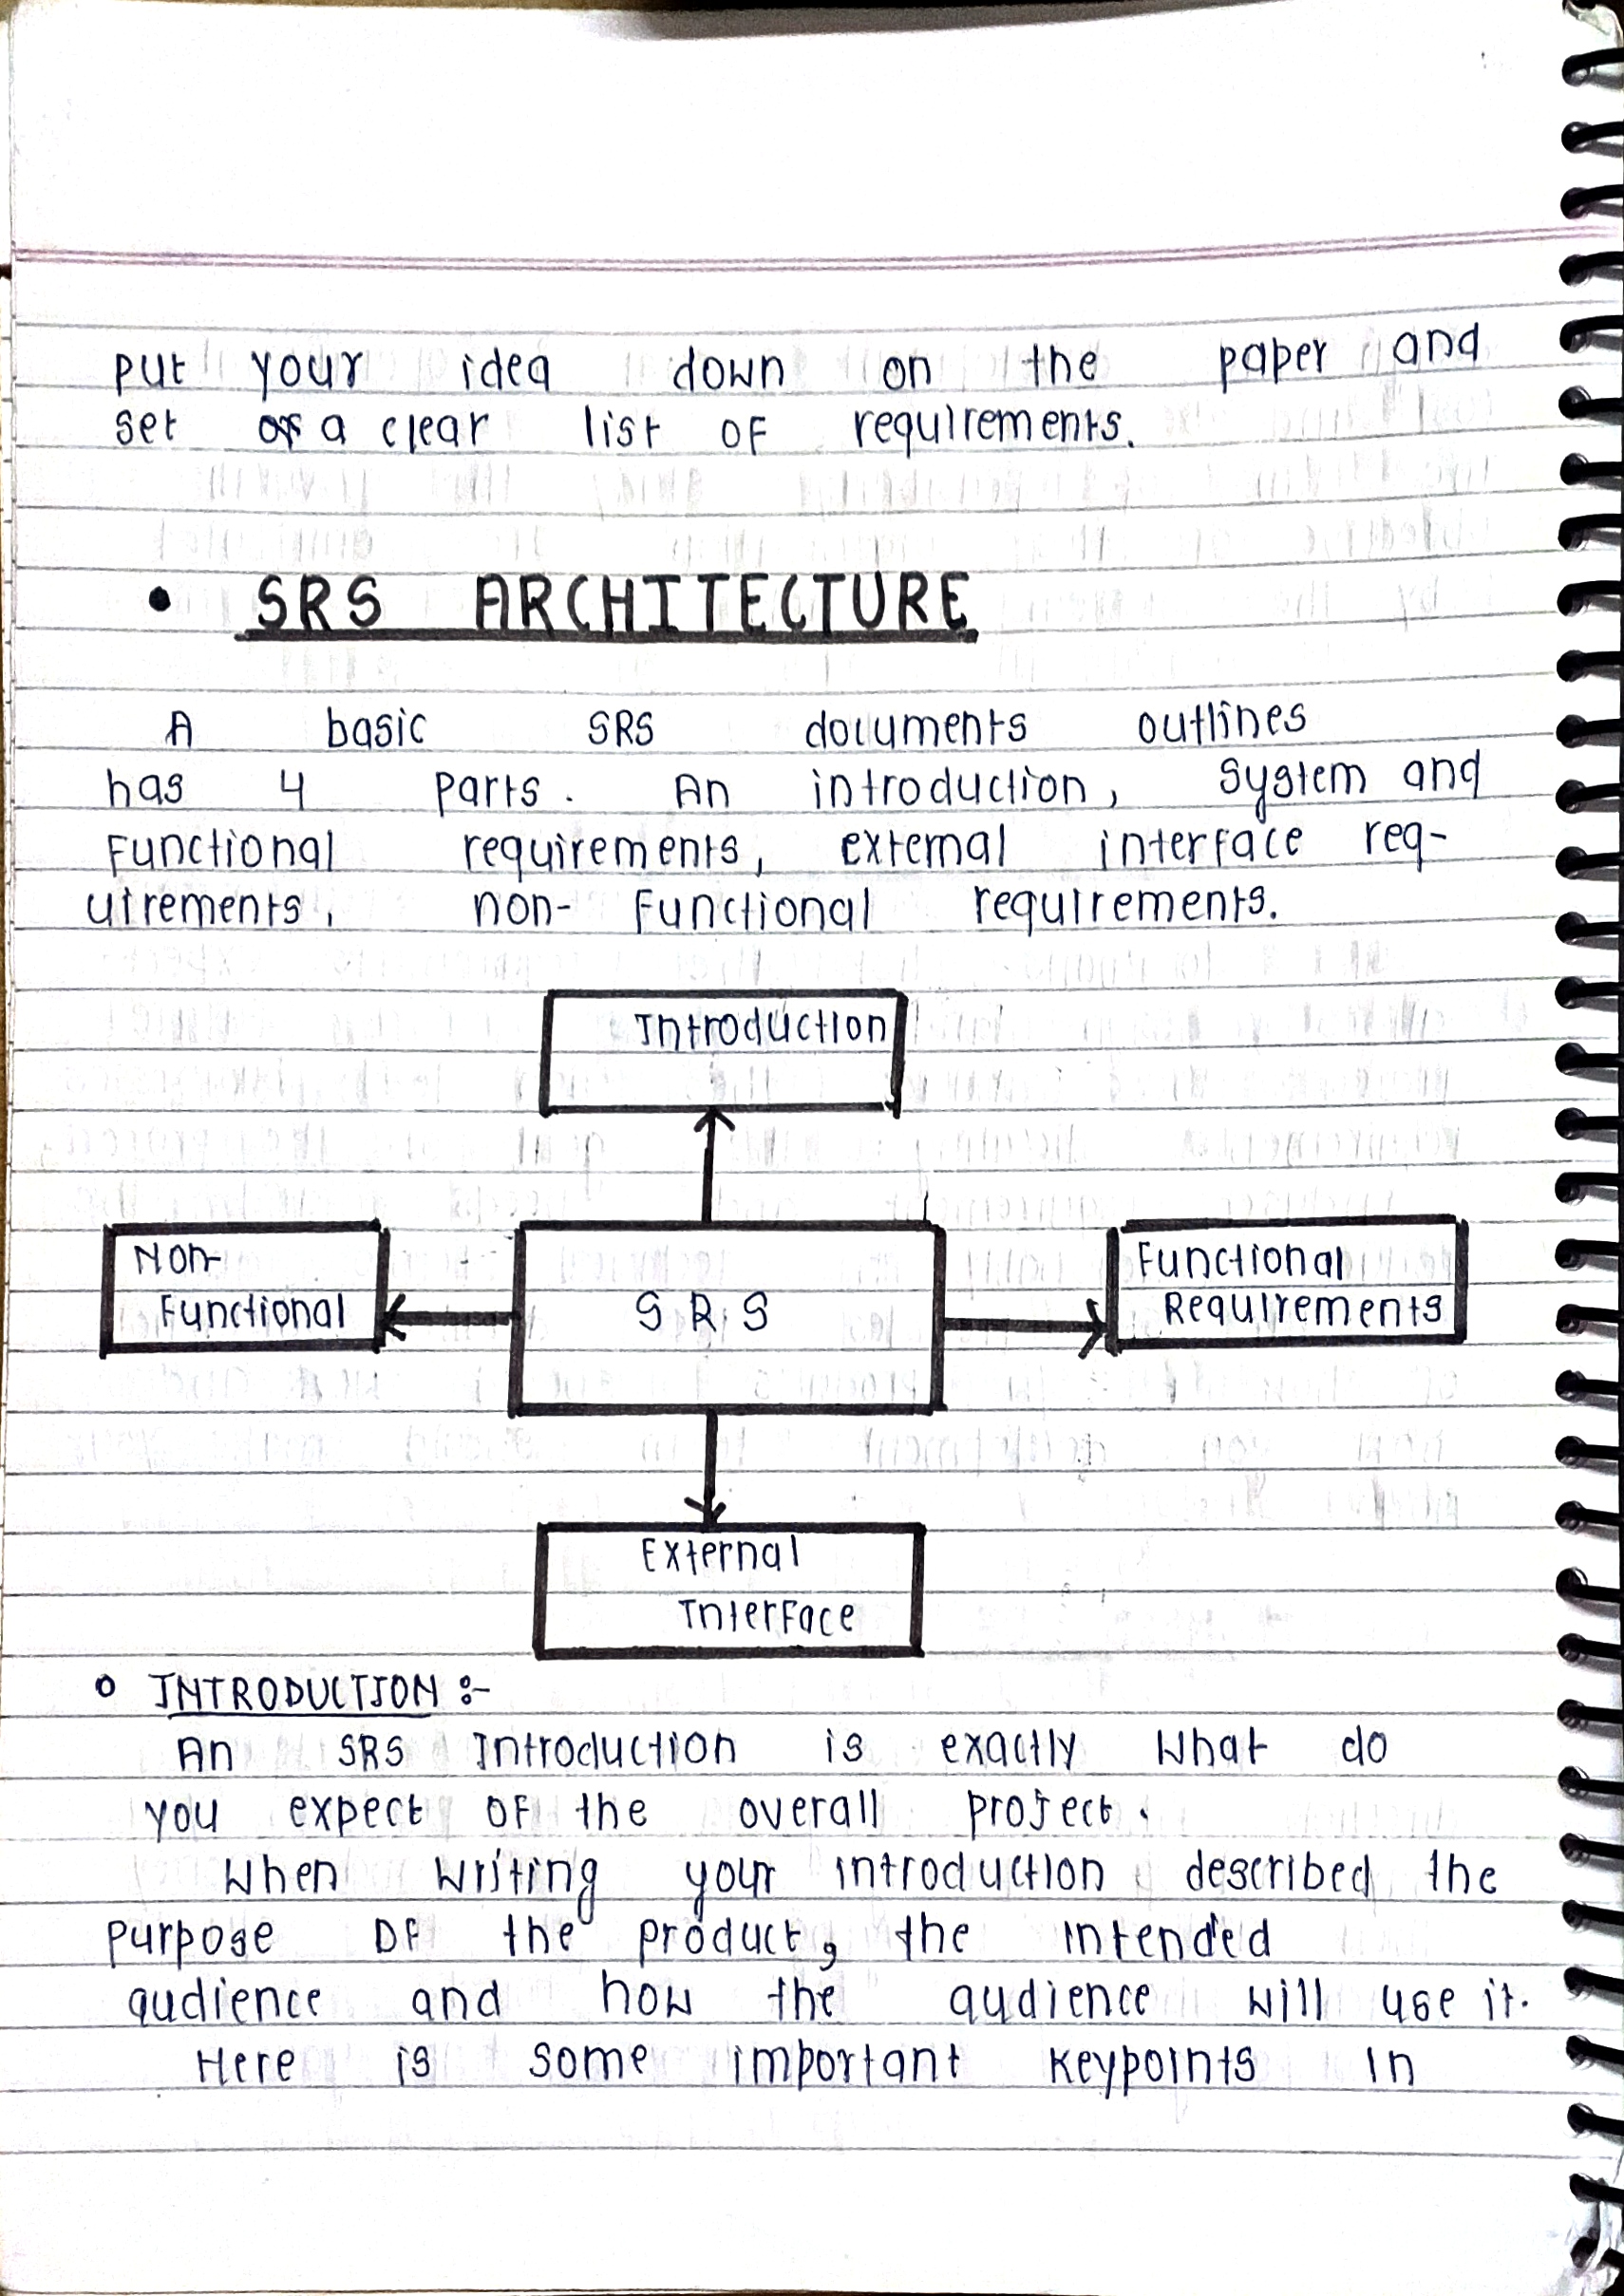 put your idea down on the paper and
set a clear list of requirements.
• SRS ARCHITECTURE
A basic SRS documents outlines
has 4 parts. An introduction, system and
functional requirements, external interface req-
uirements, non-functional requirements.
Introduction
Non-
Functional
SRS
Functional
Requirements
External
Interface
o INTRODUCTION :-
An SRS Introduction is exactly what do
you expect of the overall project.
When writing your introduction described the
purpose of the product, the intended
audience and how the audience will use it.
Here is some important keypoints in